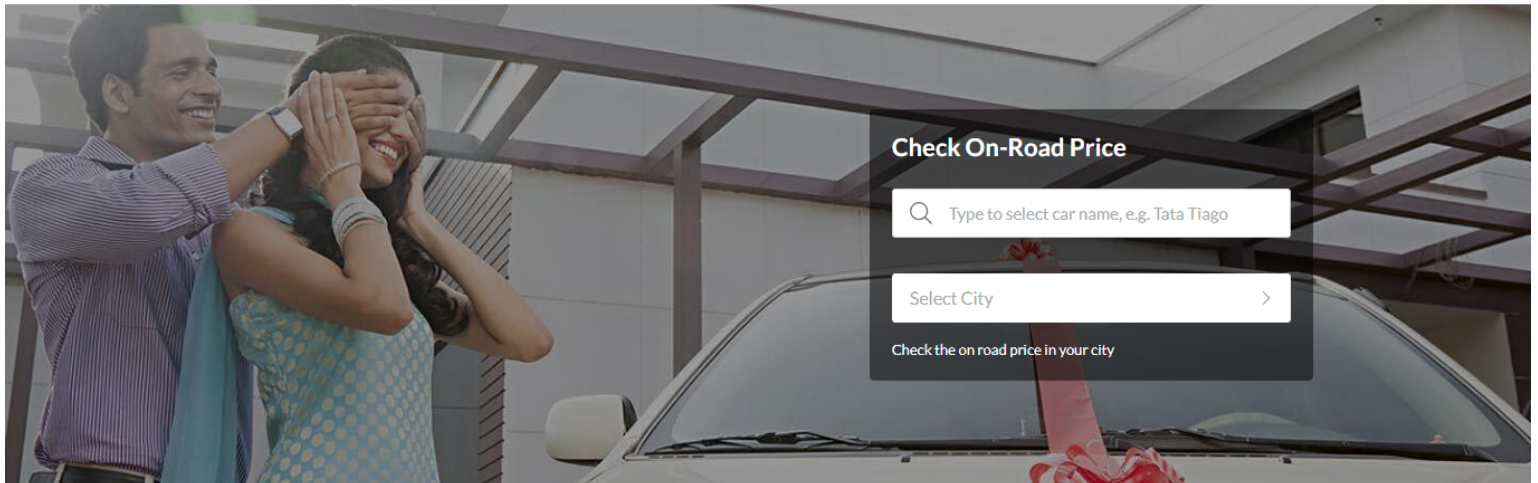 Check On-Road Price
Type to select car name, e.g. Tata Tiago
Select City
Check the on road price in your city